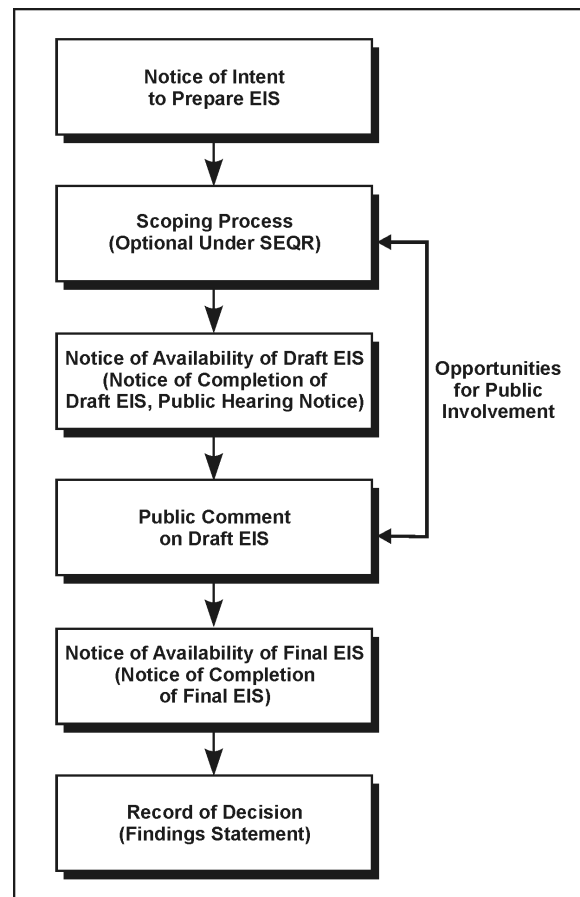 Notice of Intent
to Prepare EIS
Scoping Process
(Optional Under SEQR)
Notice of Availability of Draft EIS
(Notice of Completion of
Draft EIS, Public Hearing Notice)
Opportunities
for Public
Involvement
Public Comment
on Draft EIS
Notice of Availability of Final EIS
(Notice of Completion
of Final EIS)
Record of Decision
(Findings Statement)